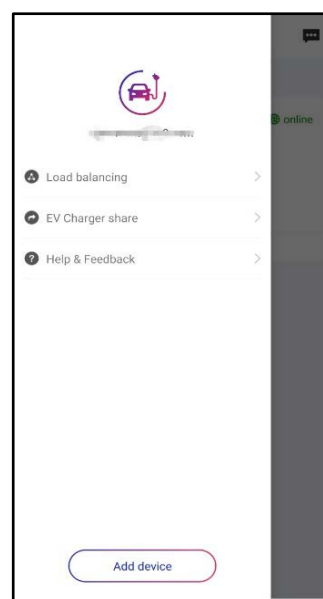 online
Load balancing
EV Charger share
Help & Feedback
Add device